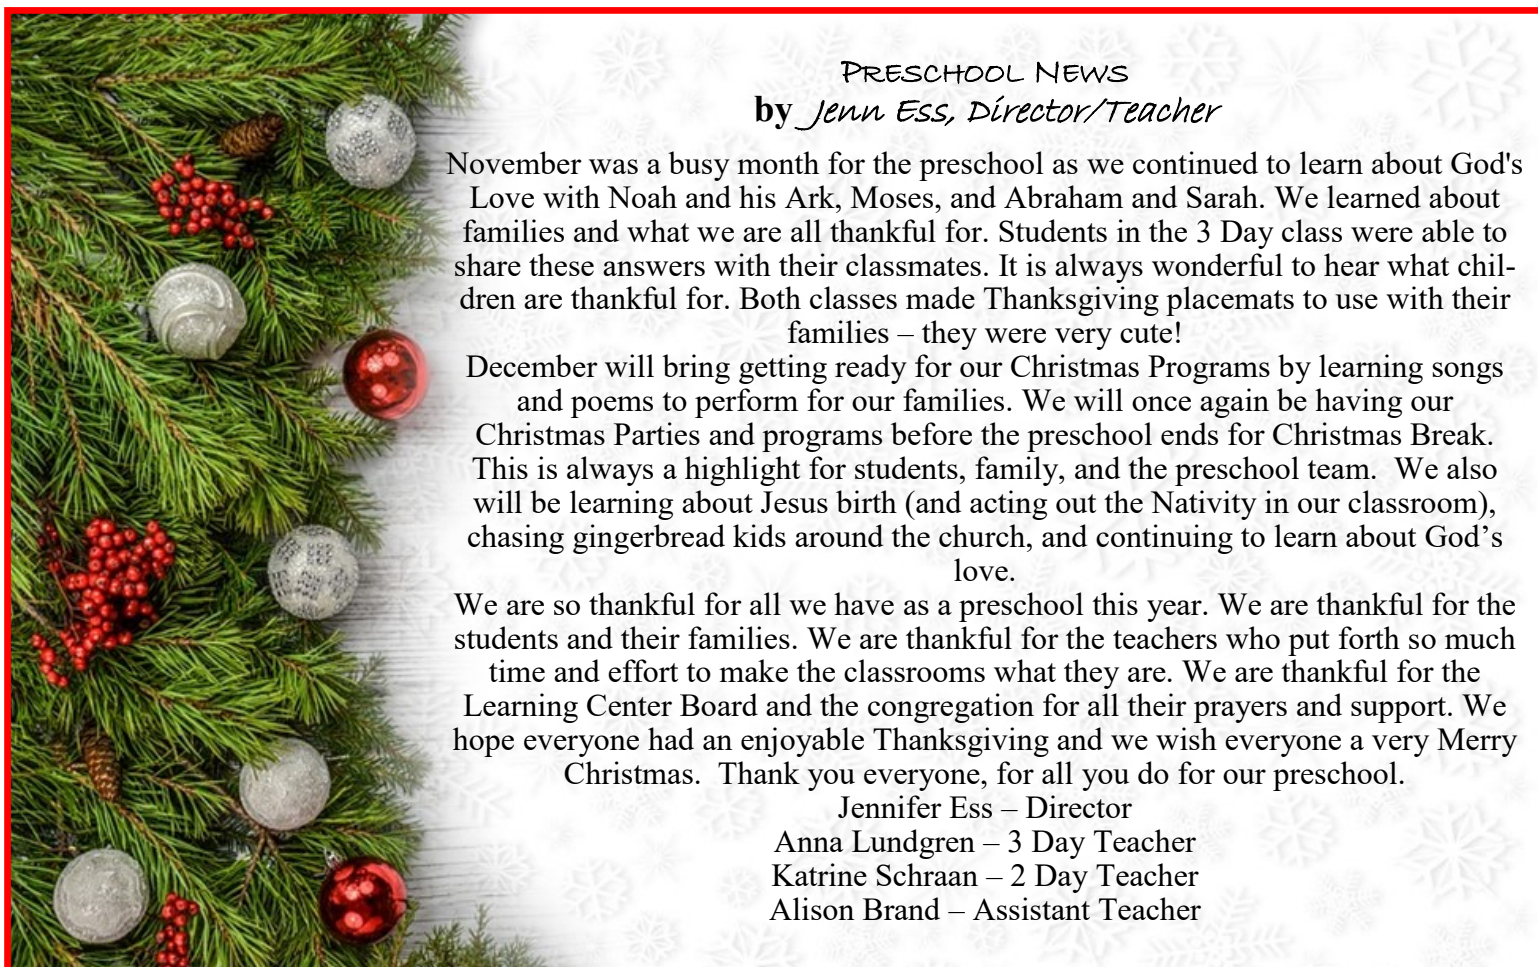 PRESCHOOL NEWS
by Jenn Ess, Director/Teacher
November was a busy month for the preschool as we continued to learn about God's
Love with Noah and his Ark, Moses, and Abraham and Sarah. We learned about
families and what we are all thankful for. Students in the 3 Day class were able to
share these answers with their classmates. It is always wonderful to hear what chil-
dren are thankful for. Both classes made Thanksgiving placemats to use with their
families – they were very cute!
December will bring getting ready for our Christmas Programs by learning songs
and poems to perform for our families. We will once again be having our
Christmas Parties and programs before the preschool ends for Christmas Break.
This is always a highlight for students, family, and the preschool team.  We also
will be learning about Jesus birth (and acting out the Nativity in our classroom),
chasing gingerbread kids around the church, and continuing to learn about God’s
love.
We are so thankful for all we have as a preschool this year. We are thankful for the
students and their families. We are thankful for the teachers who put forth so much
time and effort to make the classrooms what they are. We are thankful for the
Learning Center Board and the congregation for all their prayers and support. We
hope everyone had an enjoyable Thanksgiving and we wish everyone a very Merry
Christmas.  Thank you everyone, for all you do for our preschool.
Jennifer Ess – Director
Anna Lundgren – 3 Day Teacher
Katrine Schraan – 2 Day Teacher
Alison Brand – Assistant Teacher